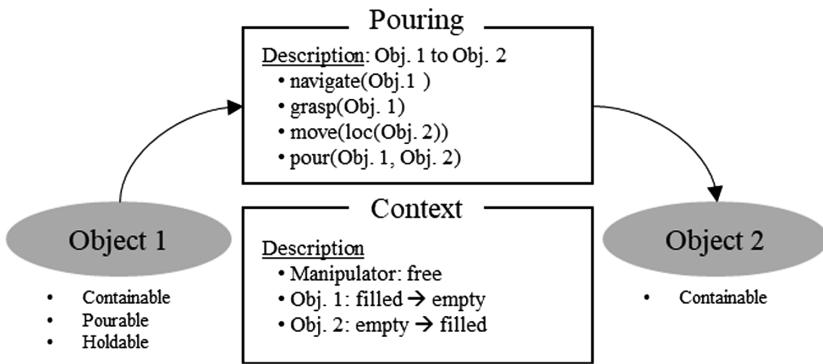 Pouring
Description: Obj. 1 to Obj. 2
• navigate(Obj.1 )
• grasp(Obj. 1)
• move(loc(Obj. 2))
• pour(Obj. 1, Obj. 2)
Object 1
• Containable
• Pourable
• Holdable
Context
Description
• Manipulator: free
• Obj. 1: filled → empty
• Obj. 2: empty → filled
Object 2
• Containable